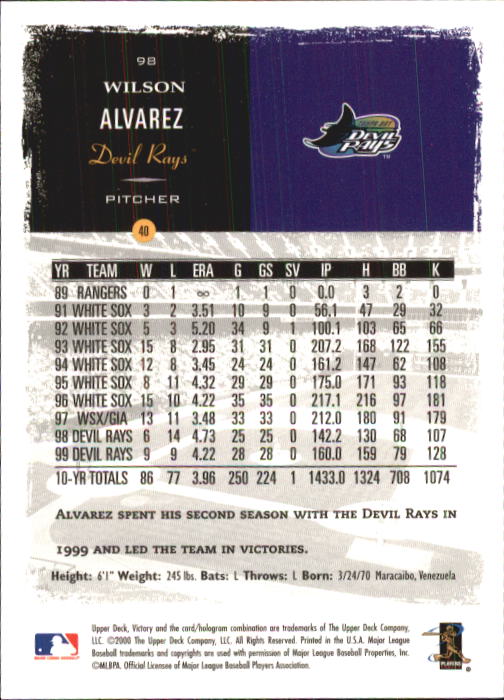 98
WILSON
ALVAREZ
Devil Rays
PITCHER
TAMPA BAY
DEVIL
RAYS
TM
40
YR TEAM W L ERA G GS SV IP H BB K
89 RANGERS 0 1 ∞ 1 1 0 0.0 3 2 0
91 WHITE SOX 3 2 3.51 10 9 0 56.1 47 29 32
92 WHITE SOX 5 3 5.20 34 9 1 100.1 103 65 66
93 WHITE SOX 15 8 2.95 31 31 0 207.2 168 122 155
94 WHITE SOX 12 8 3.45 24 24 0 161.2 147 62 108
95 WHITE SOX 8 11 4.32 29 29 0 175.0 171 93 118
96 WHITE SOX 15 10 4.22 35 35 0 217.1 216 97 181
97 WSX/GIA 13 11 3.48 33 33 0 212.0 180 91 179
98 DEVIL RAYS 6 14 4.73 25 25 0 142.2 130 68 107
99 DEVIL RAYS 9 9 4.22 28 28 0 160.0 159 79 128
10-YR TOTALS 86 77 3.96 250 224 1 1433.0 1324 708 1074
ALVAREZ SPENT HIS SECOND SEASON WITH THE DEVIL RAYS IN
1999 AND LED THE TEAM IN VICTORIES.
Height: 6'1" Weight: 245 lbs. Bats: L Throws: L Born: 3/24/70 Maracaibo, Venezuela
Upper Deck, Victory and the card/hologram combination are trademarks of The Upper Deck Company,
LLC. ©2000 The Upper Deck Company, LLC. All Rights Reserved. Printed in the U.S.A. Major League
Baseball trademarks and copyrights are used with permission of Major League Baseball Properties, Inc.
©MLBPA. Official Licensee of Major League Baseball Players Association.
PLAYERS